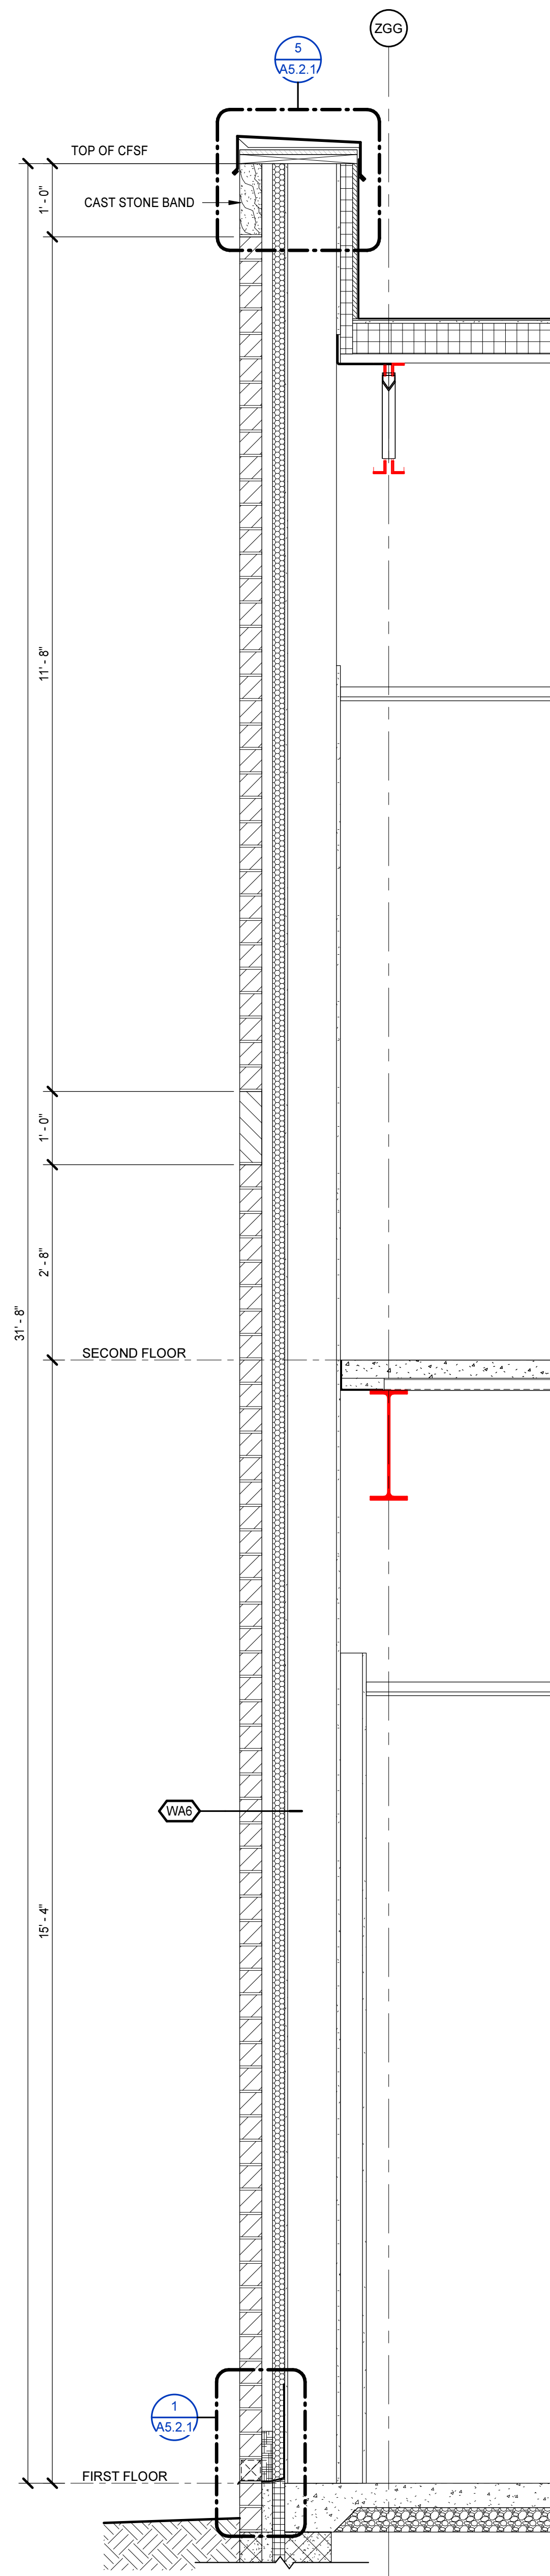 ZGG
5
A5.2.1
TOP OF CFSF
1' - 0"
CAST STONE BAND
11' - 8"
1' - 0"
2' - 8"
31' - 8"
SECOND FLOOR
WA6
15' - 4"
1
A5.2.1
FIRST FLOOR